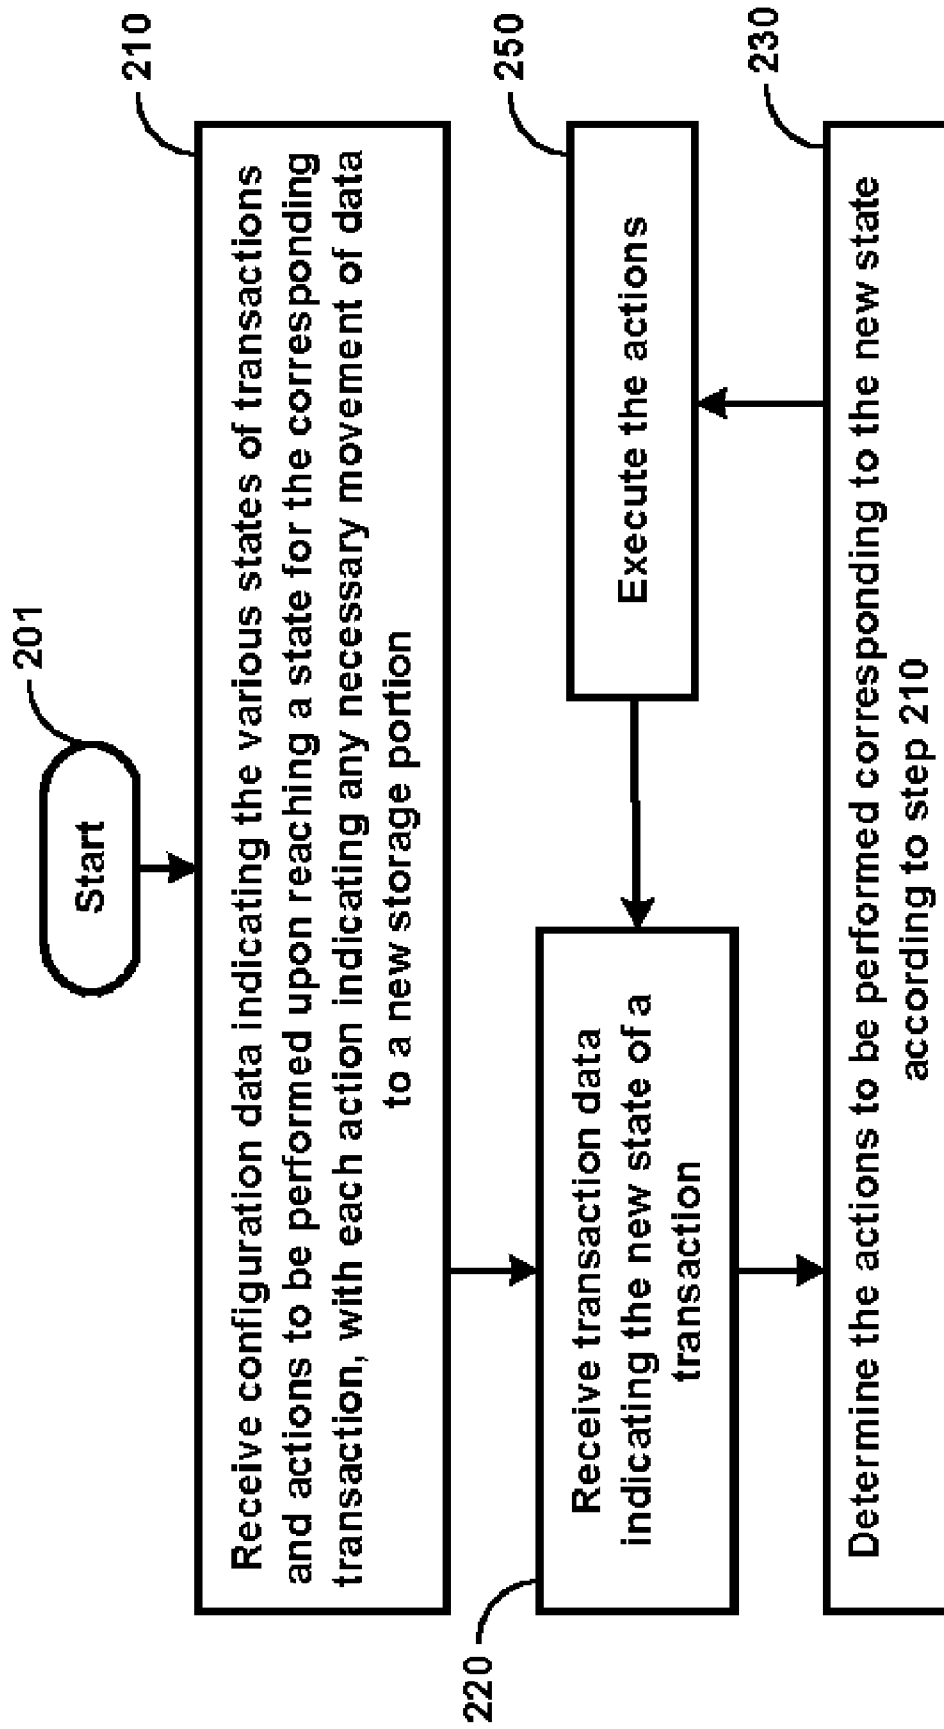 201
Start
210
Receive configuration data indicating the various states of transactions
and actions to be performed upon reaching a state for the corresponding
transaction, with each action indicating any necessary movement of data
to a new storage portion
220
Receive transaction data
indicating the new state of a
transaction
250
Execute the actions
230
Determine the actions to be performed corresponding to the new state
according to step 210